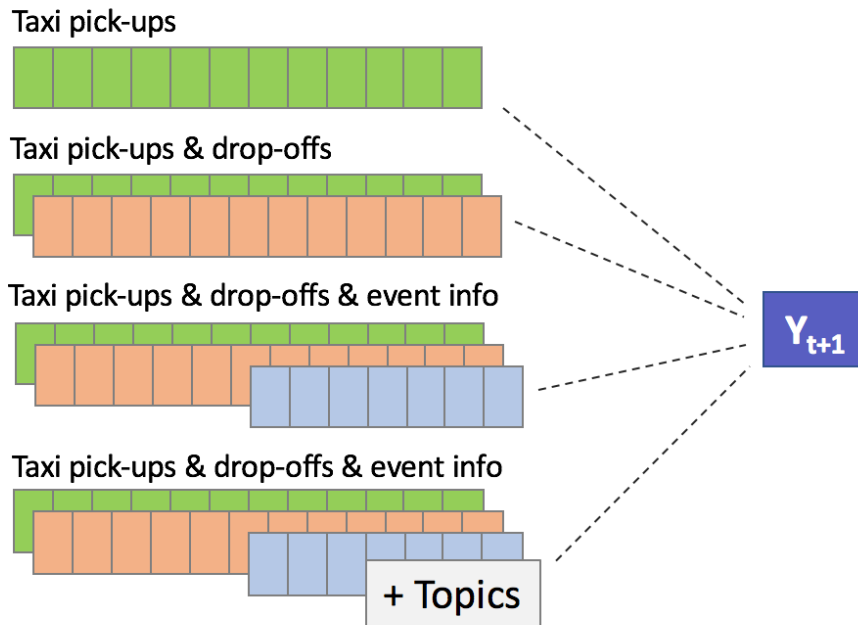 Taxi pick-ups
Taxi pick-ups & drop-offs
Taxi pick-ups & drop-offs & event info
Y t+1
Taxi pick-ups & drop-offs & event info
+ Topics